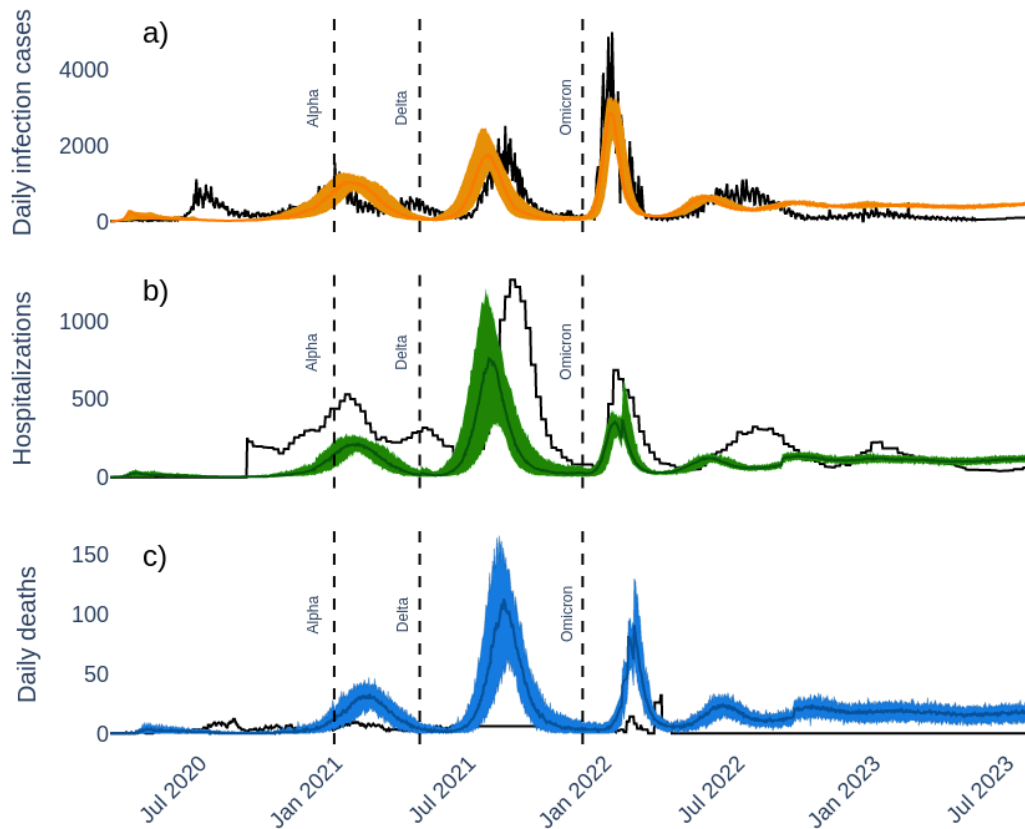 a)
Daily infection cases
4000
2000
0
Alpha
Delta
Omicron
b)
Hospitalizations
1000
500
0
Alpha
Delta
Omicron
c)
Daily deaths
150
100
50
0
Alpha
Delta
Omicron
Jul 2020
Jan 2021
Jul 2021
Jan 2022
Jul 2022
Jan 2023
Jul 2023